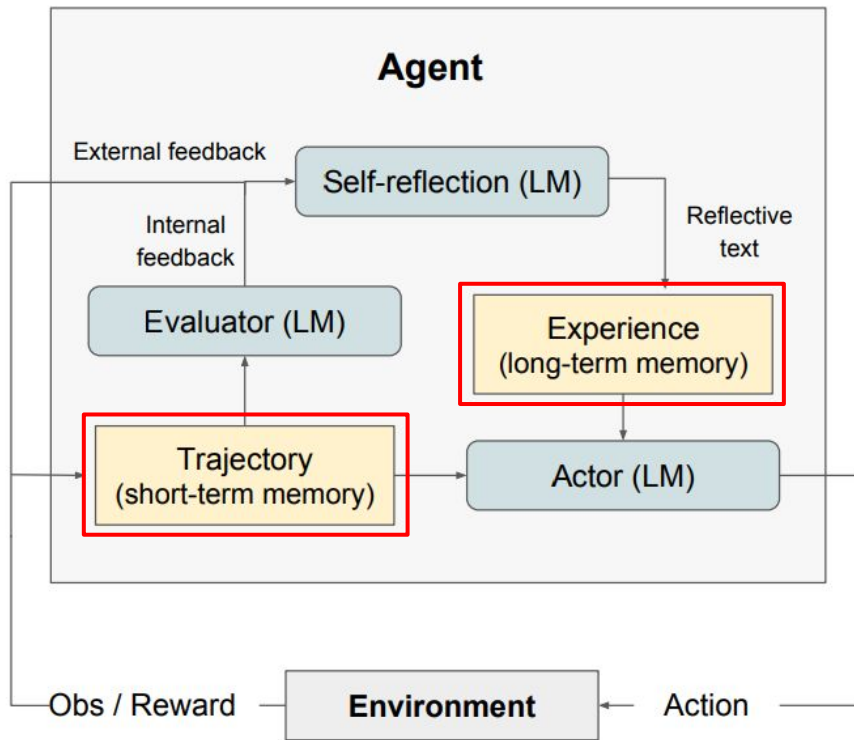 Agent
External feedback
Self-reflection (LM)
Internal
feedback
Reflective
text
Evaluator (LM)
Experience
(long-term memory)
Trajectory
(short-term memory)
Actor (LM)
Obs / Reward
Environment
Action